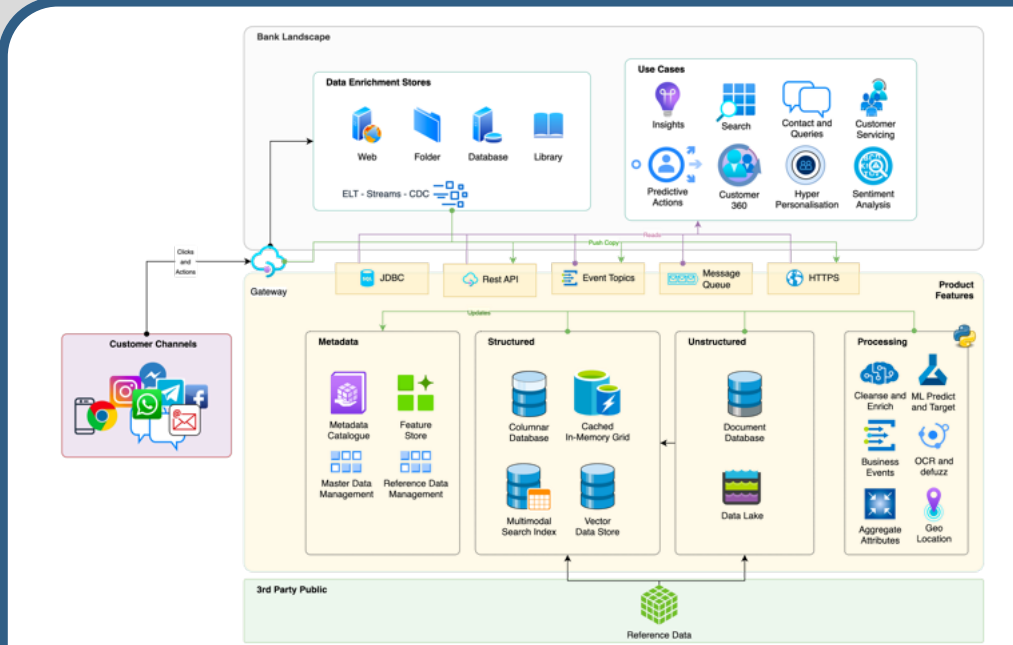 Bank Landscape
Data Enrichment Stores
Web
Folder
Database
Library
ELT - Streams - CDC
Use Cases
Insights
Search
Contact and
Queries
Customer
Servicing
Predictive
Actions
Customer
360
Hyper
Personalisation
Sentiment
Analysis
Reads
Push Copy
Clicks
and
Actions
Gateway
JDBC
Rest API
Event Topics
Message
Queue
HTTPS
Product
Features
Updates
Customer Channels
Metadata
Metadata
Catalogue
Feature
Store
Master Data
Management
Reference Data
Management
Structured
Columnar
Database
Cached
In-Memory Grid
Multimodal
Search Index
Vector
Data Store
Unstructured
Document
Database
Data Lake
Processing
Cleanse and
Enrich
ML Predict
and Target
Business
Events
OCR and
defuzz
Aggregate
Attributes
Geo
Location
3rd Party Public
Reference Data